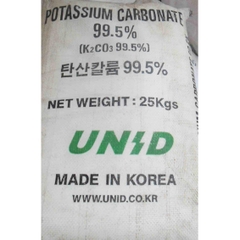 POTASSIUM CARBONATE
99.5%
(K2CO3 99.5%)
탄산칼륨 99.5%
NET WEIGHT : 25Kgs
UNID
MADE IN KOREA
WWW.UNID.CO.KR